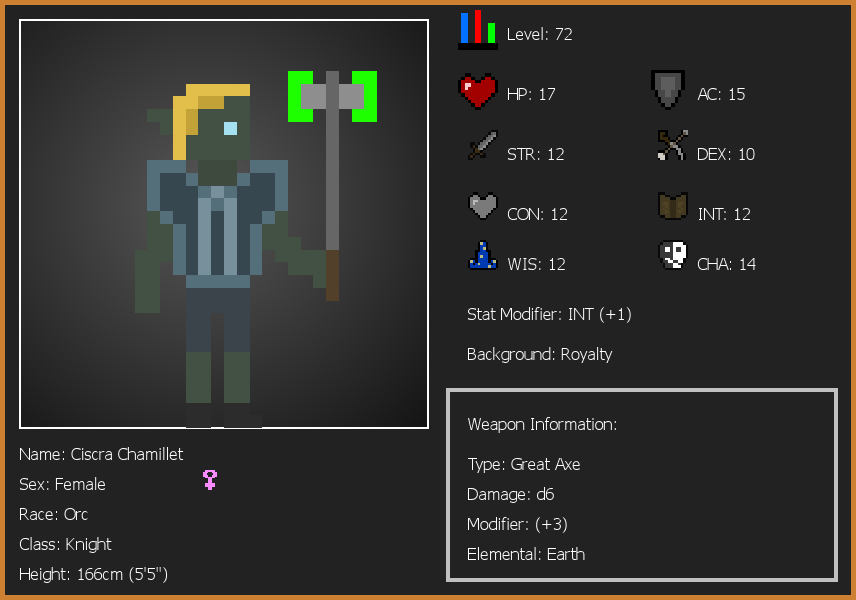 Level: 72
HP: 17
AC: 15
STR: 12
DEX: 10
CON: 12
INT: 12
WIS: 12
CHA: 14
Stat Modifier: INT (+1)
Background: Royalty
Weapon Information:
Type: Great Axe
Damage: d6
Modifier: (+3)
Elemental: Earth
Name: Ciscra Chamillet
Sex: Female
Race: Orc
Class: Knight
Height: 166cm (5'5")